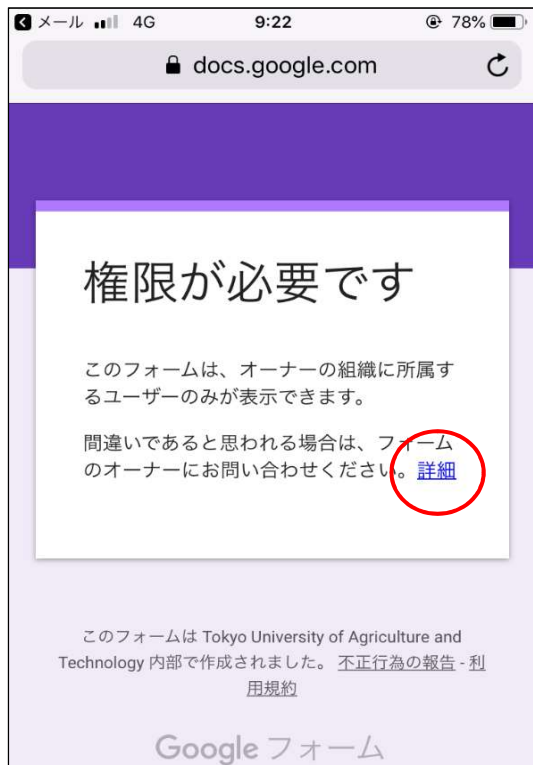 メール 4G 9:22 78%
docs.google.com
権限が必要です
このフォームは、オーナーの組織に所属す
るユーザーのみが表示できます。
間違いであると思われる場合は、フォーム
のオーナーにお問い合わせください。詳細
このフォームは Tokyo University of Agriculture and
Technology 内部で作成されました。 不正行為の報告 - 利
用規約
Google フォーム